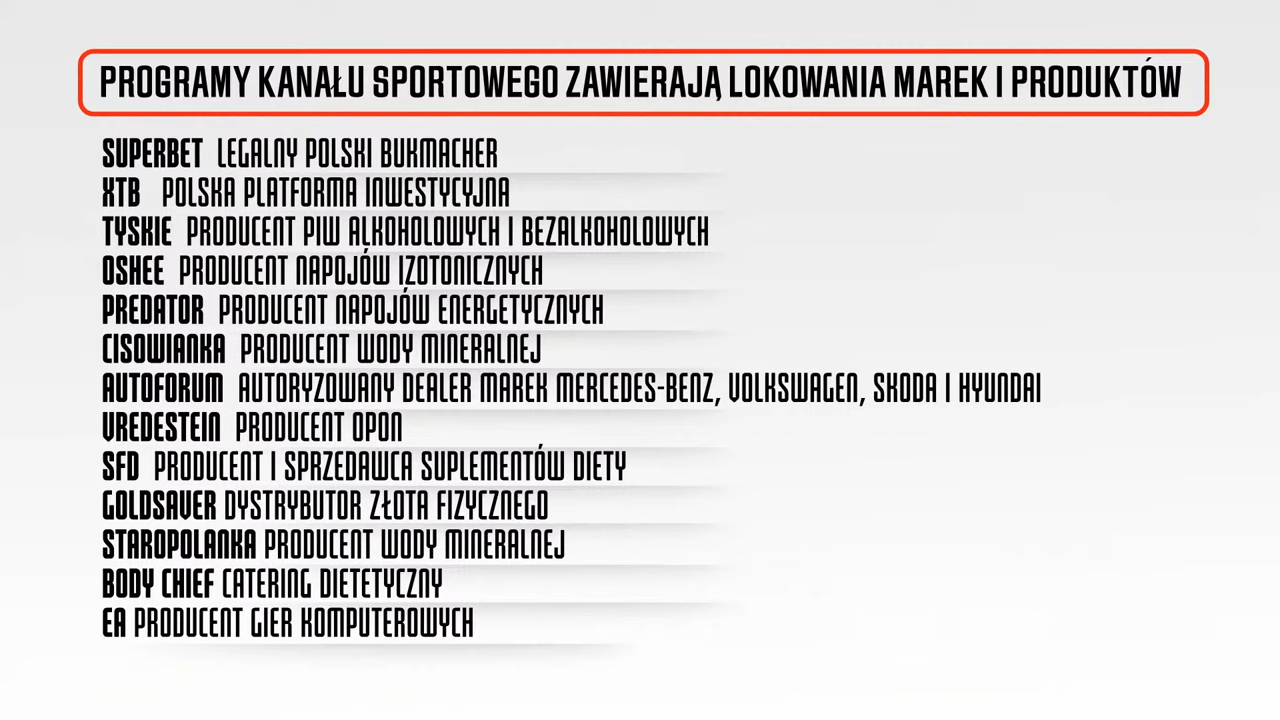 PROGRAMY KANAŁU SPORTOWEGO ZAWIERAJĄ LOKOWANIA MAREK I PRODUKTÓW
SUPERBET LEGALNY POLSKI BUKMACHER
XTB POLSKA PLATFORMA INWESTYCYJNA
TYSKIE PRODUCENT PIW ALKOHOLOWYCH I BEZALKOHOLOWYCH
OSHEE PRODUCENT NAPOJÓW IZOTONICZNYCH
PREDATOR PRODUCENT NAPOJÓW ENERGETYCZNYCH
CISOWIANKA PRODUCENT WODY MINERALNEJ
AUTOFORUM AUTORYZOWANY DEALER MAREK MERCEDES-BENZ, VOLKSWAGEN, SKODA I HYUNDAI
VREDESTEIN PRODUCENT OPON
SFD PRODUCENT I SPRZEDAWCA SUPLEMENTÓW DIETY
GOLDSAVER DYSTRYBUTOR ZŁOTA FIZYCZNEGO
STAROPOLANKA PRODUCENT WODY MINERALNEJ
BODY CHIEF CATERING DIETETYCZNY
EA PRODUCENT GIER KOMPUTEROWYCH